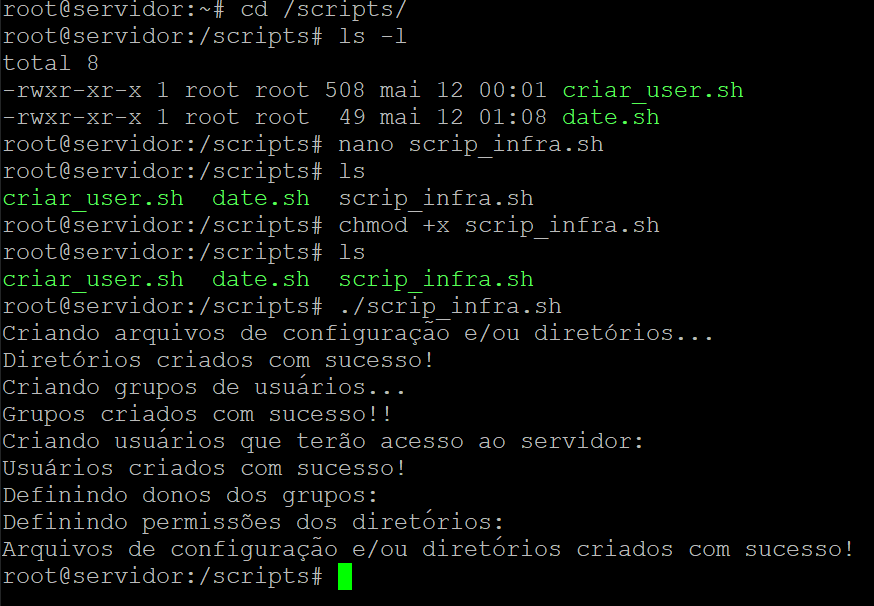 root@servidor:~# cd /scripts/
root@servidor:/scripts# ls -l
total 8
-rwxr-xr-x 1 root root 508 mai 12 00:01 criar_user.sh
-rwxr-xr-x 1 root root  49 mai 12 01:08 date.sh
root@servidor:/scripts# nano scrip_infra.sh
root@servidor:/scripts# ls
criar_user.sh  date.sh  scrip_infra.sh
root@servidor:/scripts# chmod +x scrip_infra.sh
root@servidor:/scripts# ls
criar_user.sh  date.sh  scrip_infra.sh
root@servidor:/scripts# ./scrip_infra.sh
Criando arquivos de configuração e/ou diretórios...
Diretórios criados com sucesso!
Criando grupos de usuários...
Grupos criados com sucesso!!
Criando usuários que terão acesso ao servidor:
Usuários criados com sucesso!
Definindo donos dos grupos:
Definindo permissões dos diretórios:
Arquivos de configuração e/ou diretórios criados com sucesso!
root@servidor:/scripts#